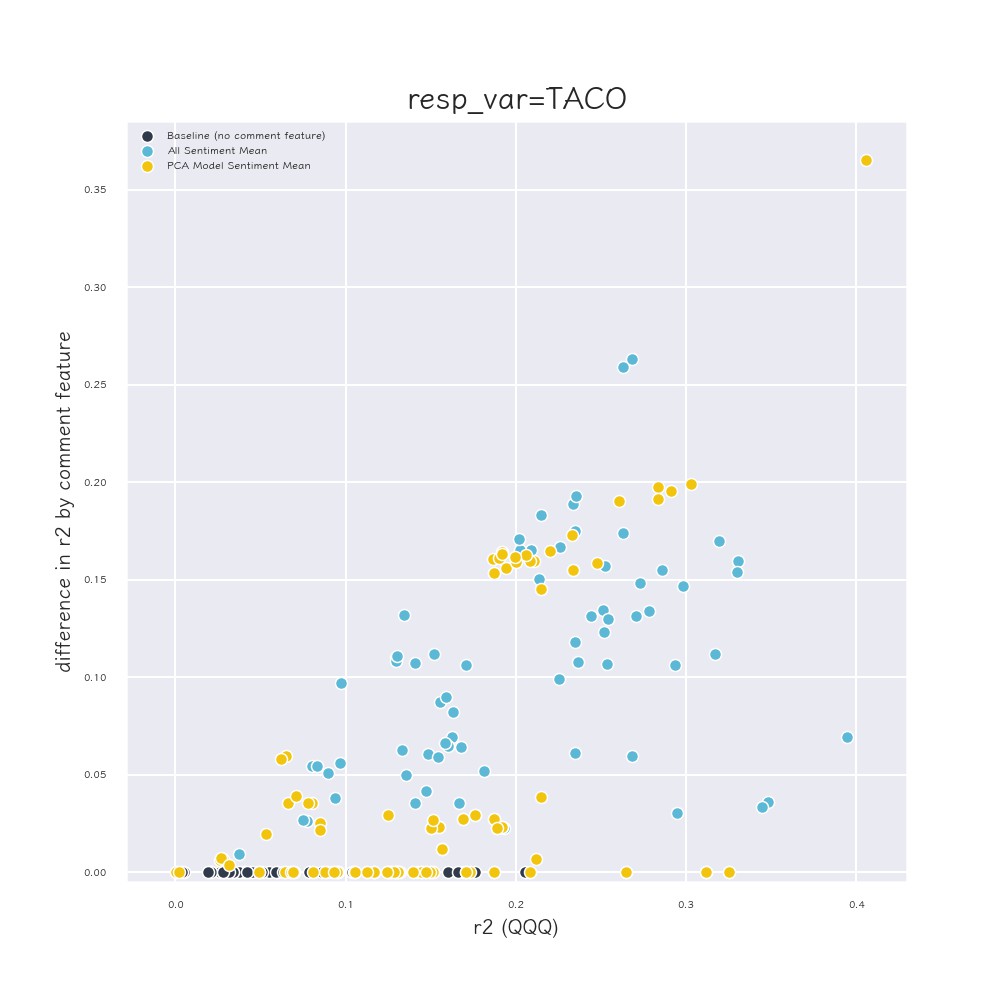 resp_var=TACO
Baseline (no comment feature)
All Sentiment Mean
PCA Model Sentiment Mean
difference in r2 by comment feature
0.35
0.30
0.25
0.20
0.15
0.10
0.05
0.00
0.0 0.1 0.2 0.3 0.4
r2 (QQQ)